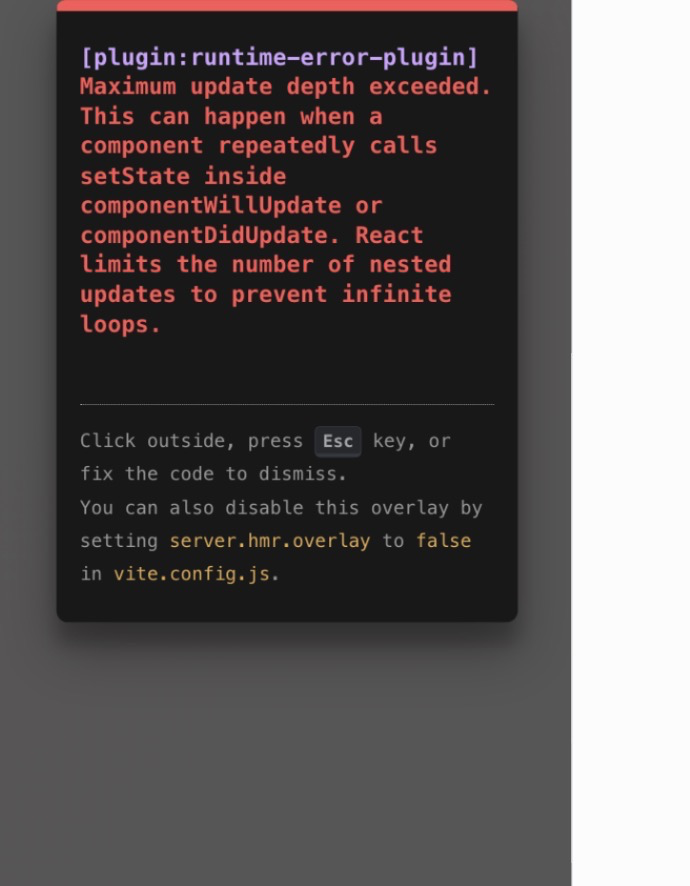 [plugin:runtime-error-plugin]
Maximum update depth exceeded.
This can happen when a
component repeatedly calls
setState inside
componentWillUpdate or
componentDidUpdate. React
limits the number of nested
updates to prevent infinite
loops.
Click outside, press Esc key, or
fix the code to dismiss.
You can also disable this overlay by
setting server.hmr.overlay to false
in vite.config.js.